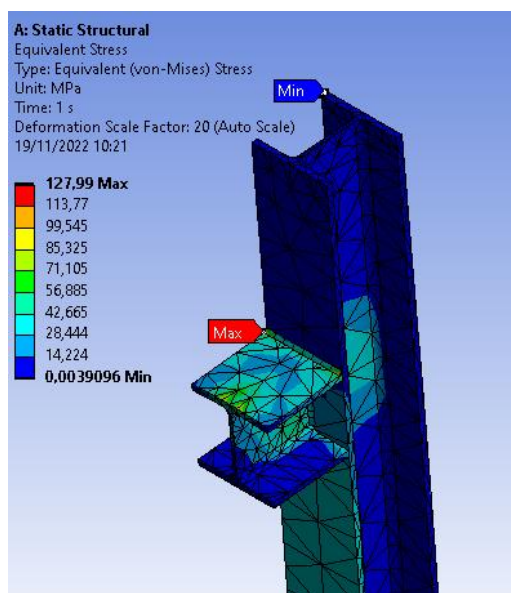 A: Static Structural
Equivalent Stress
Type: Equivalent (von-Mises) Stress
Unit: MPa
Time: 1 s
Deformation Scale Factor: 20 (Auto Scale)
19/11/2022 10:21
Min
127,99 Max
113,77
99,545
85,325
71,105
56,885
42,665
28,444
14,224
0,0039096 Min
Max